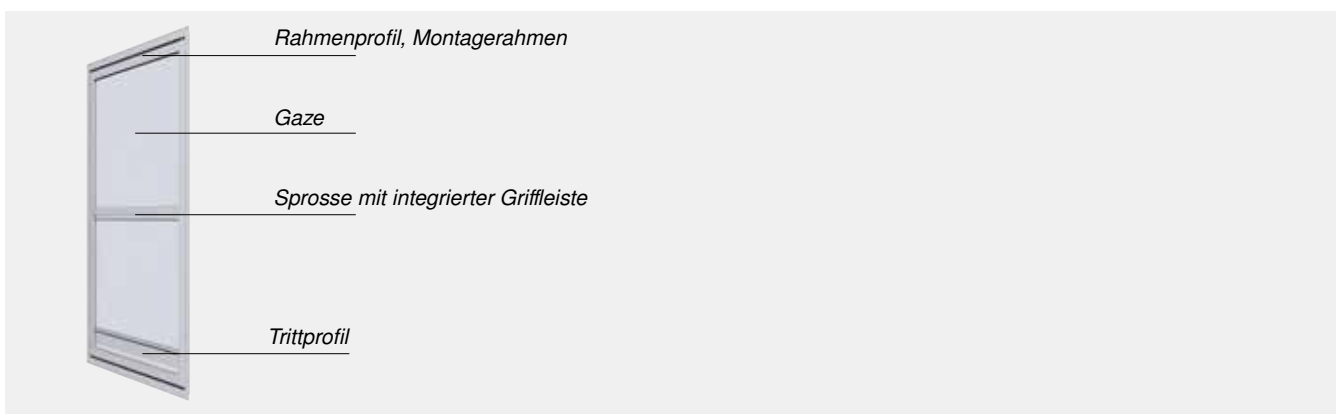 Rahmenprofil, Montagerahmen
Gaze
Sprosse mit integrierter Griffleiste
Trittprofil